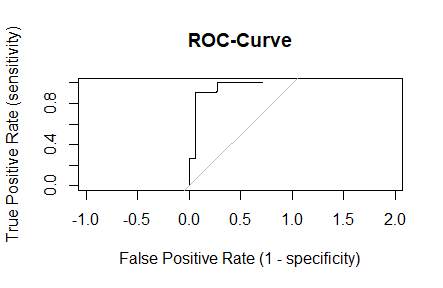 ROC-Curve
True Positive Rate (sensitivity)
0.8
0.4
0.0
-1.0 -0.5 0.0 0.5 1.0 1.5 2.0
False Positive Rate (1 - specificity)